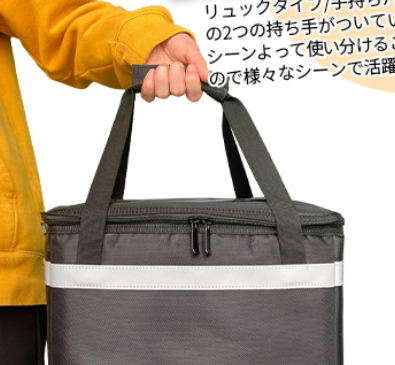 リュックタイプ/手持ち
の2つの持ち手がついてい
シーンよって使い分けるこ
ので様々なシーンで活躍